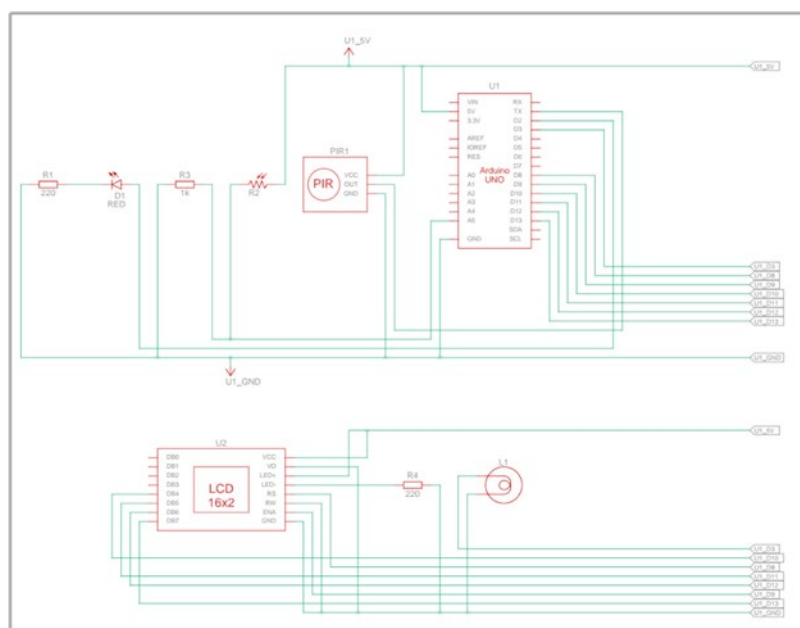 U1_5V
U1_5V
U1
VIN
5V
3.3V
AREF
IOREF
RES
A0
A1
A2
A3
A4
A5
GND
Arduino
UNO
RX
TX
D2
D3
D4
D5
D6
D7
D8
D9
D10
D11
D12
D13
SDA
SCL
PIR1
PIR
VCC
OUT
GND
R1
220
D1
RED
R3
1k
R2
U1_D3
U1_D8
U1_D9
U1_D10
U1_D11
U1_D12
U1_D13
U1_GND
U1_GND
U1_5V
U2
DB0
DB1
DB2
DB3
DB4
DB5
DB6
DB7
LCD
16x2
VCC
VO
LED+
LED-
RS
RW
ENA
GND
R4
220
L1
U1_D3
U1_D10
U1_D8
U1_D11
U1_D12
U1_D9
U1_D13
U1_GND